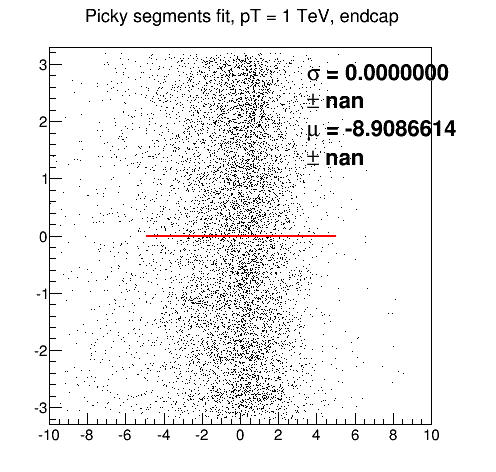 Picky segments fit, pT = 1 TeV, endcap
σ = 0.0000000
± nan
μ = -8.9086614
± nan
3
2
1
0
-1
-2
-3
-10 -8 -6 -4 -2 0 2 4 6 8 10